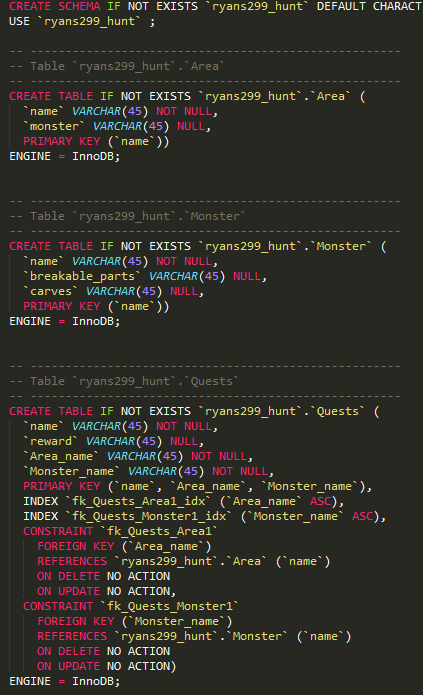 CREATE SCHEMA IF NOT EXISTS `ryans299_hunt` DEFAULT CHARACT
USE `ryans299_hunt` ;
-- -----------------------------------------------------
-- Table `ryans299_hunt`.`Area`
-- -----------------------------------------------------
CREATE TABLE IF NOT EXISTS `ryans299_hunt`.`Area` (
  `name` VARCHAR(45) NOT NULL,
  `monster` VARCHAR(45) NULL,
  PRIMARY KEY (`name`))
ENGINE = InnoDB;
-- -----------------------------------------------------
-- Table `ryans299_hunt`.`Monster`
-- -----------------------------------------------------
CREATE TABLE IF NOT EXISTS `ryans299_hunt`.`Monster` (
  `name` VARCHAR(45) NOT NULL,
  `breakable_parts` VARCHAR(45) NULL,
  `carves` VARCHAR(45) NULL,
  PRIMARY KEY (`name`))
ENGINE = InnoDB;
-- -----------------------------------------------------
-- Table `ryans299_hunt`.`Quests`
-- -----------------------------------------------------
CREATE TABLE IF NOT EXISTS `ryans299_hunt`.`Quests` (
  `name` VARCHAR(45) NOT NULL,
  `reward` VARCHAR(45) NULL,
  `Area_name` VARCHAR(45) NOT NULL,
  `Monster_name` VARCHAR(45) NOT NULL,
  PRIMARY KEY (`name`, `Area_name`, `Monster_name`),
  INDEX `fk_Quests_Area1_idx` (`Area_name` ASC),
  INDEX `fk_Quests_Monster1_idx` (`Monster_name` ASC),
  CONSTRAINT `fk_Quests_Area1`
    FOREIGN KEY (`Area_name`)
    REFERENCES `ryans299_hunt`.`Area` (`name`)
    ON DELETE NO ACTION
    ON UPDATE NO ACTION,
  CONSTRAINT `fk_Quests_Monster1`
    FOREIGN KEY (`Monster_name`)
    REFERENCES `ryans299_hunt`.`Monster` (`name`)
    ON DELETE NO ACTION
    ON UPDATE NO ACTION)
ENGINE = InnoDB;